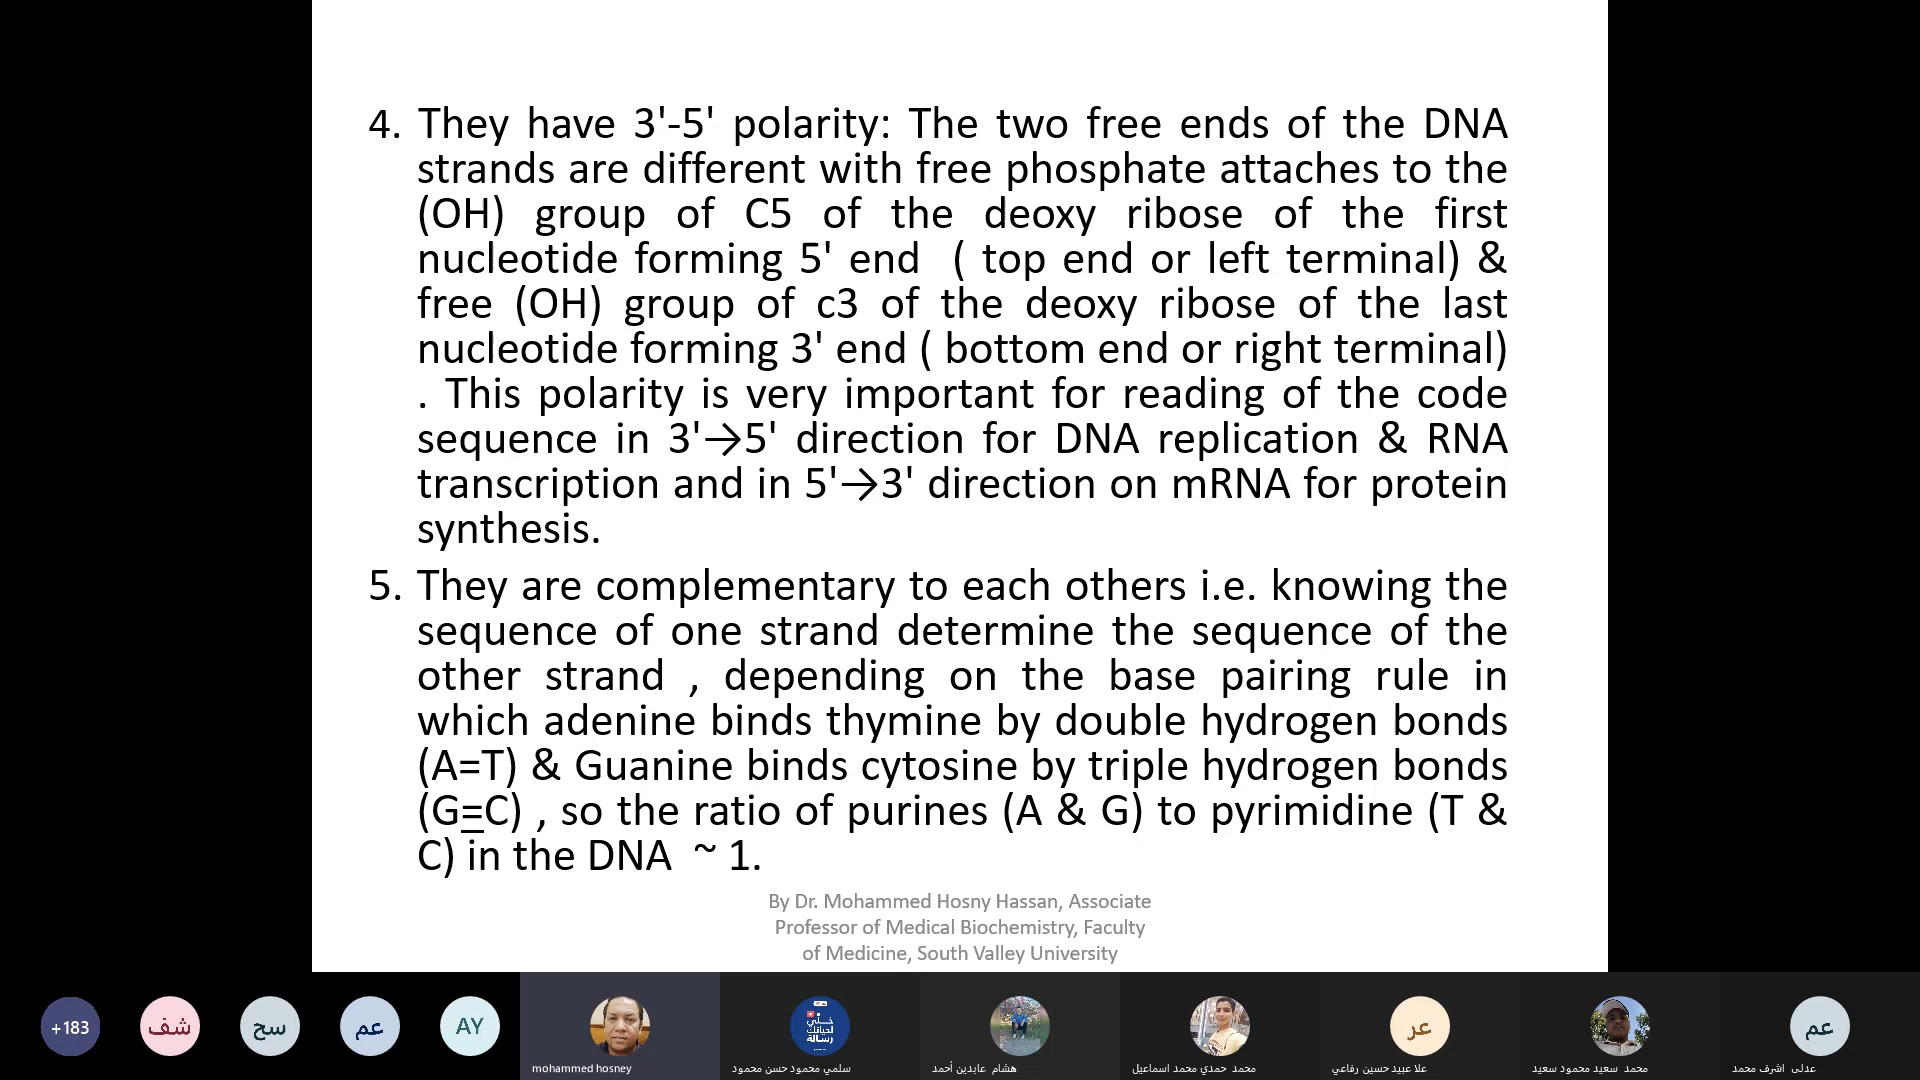 4. They have 3'-5' polarity: The two free ends of the DNA
strands are different with free phosphate attaches to the
(OH) group of C5 of the deoxy ribose of the first
nucleotide forming 5' end ( top end or left terminal) &
free (OH) group of c3 of the deoxy ribose of the last
nucleotide forming 3' end ( bottom end or right terminal)
. This polarity is very important for reading of the code
sequence in 3'→5' direction for DNA replication & RNA
transcription and in 5'→3' direction on mRNA for protein
synthesis.
5. They are complementary to each others i.e. knowing the
sequence of one strand determine the sequence of the
other strand , depending on the base pairing rule in
which adenine binds thymine by double hydrogen bonds
(A=T) & Guanine binds cytosine by triple hydrogen bonds
(G≡C) , so the ratio of purines (A & G) to pyrimidine (T &
C) in the DNA ~ 1.
By Dr. Mohammed Hosny Hassan, Associate
Professor of Medical Biochemistry, Faculty
of Medicine, South Valley University
+183
شف
سح
عم
AY
خلي
لحياتك
رسالة
عر
عم
mohammed hosney
سلمي محمود حسن محمود
هشام عابدين أحمد
محمد حمدي محمد اسماعيل
علا عبيد حسين رفاعي
محمد سعيد محمود سعيد
عدلى اشرف محمد